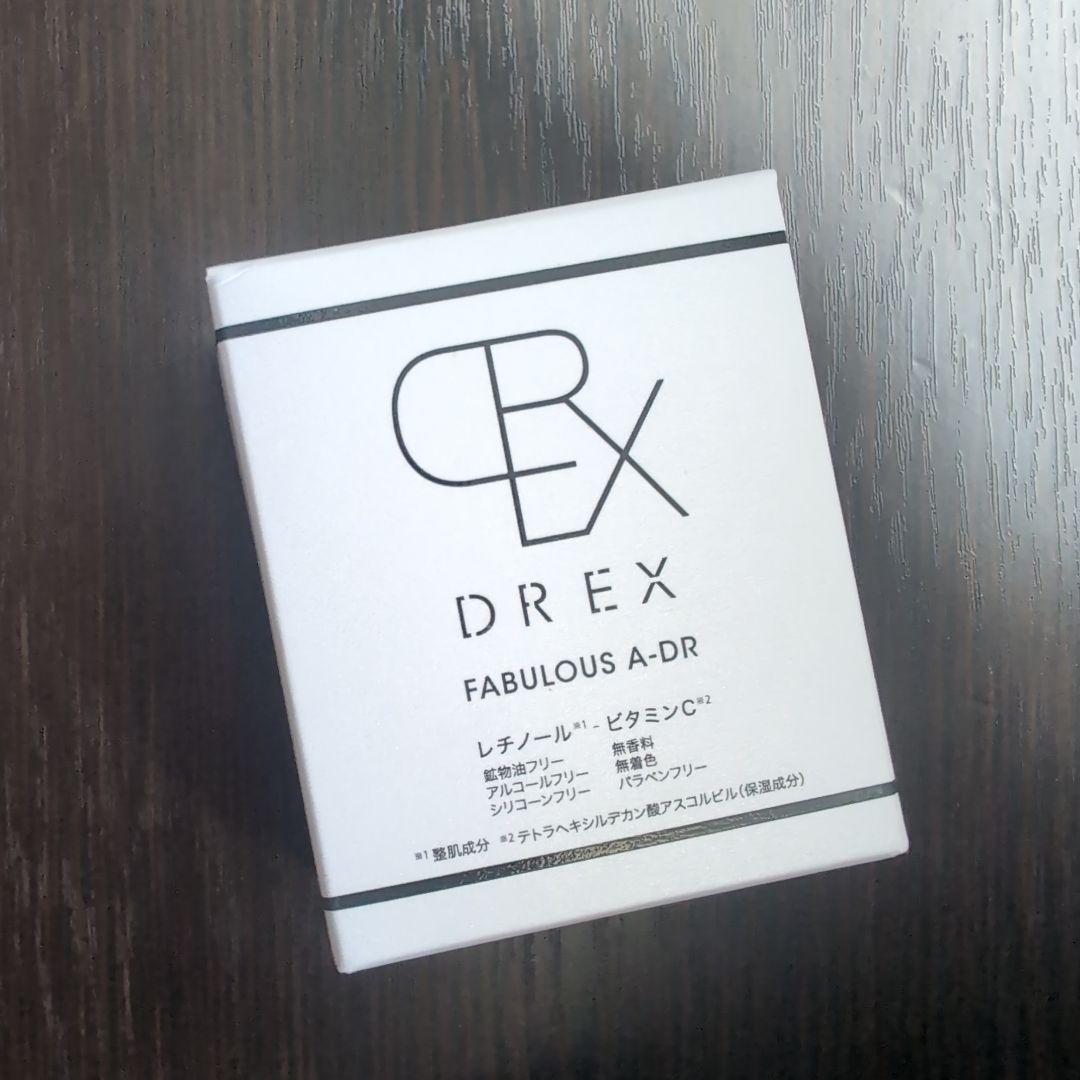 DREX
FABULOUS A-DR
レチノール※1 - ビタミンC※2
鉱物油フリー 無香料
アルコールフリー 無着色
シリコーンフリー パラベンフリー
※1 整肌成分 ※2 テトラヘキシルデカン酸アスコルビル(保湿成分)